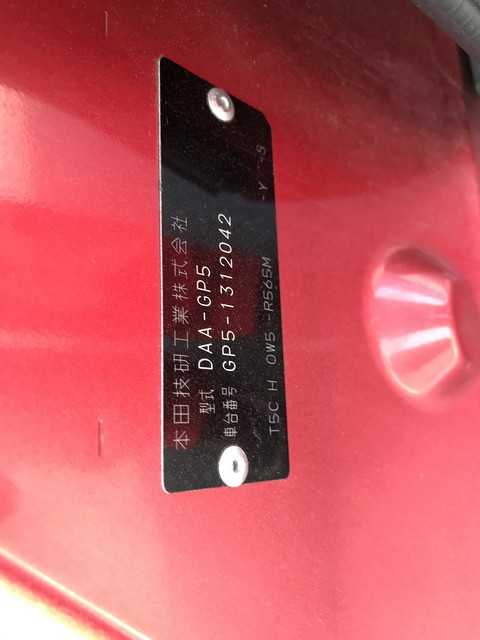 本田技研工業株式会社
型式 DAA-GP5
車台番号 GP5-1312042
T5C H 0W5 -R565M -Y -5